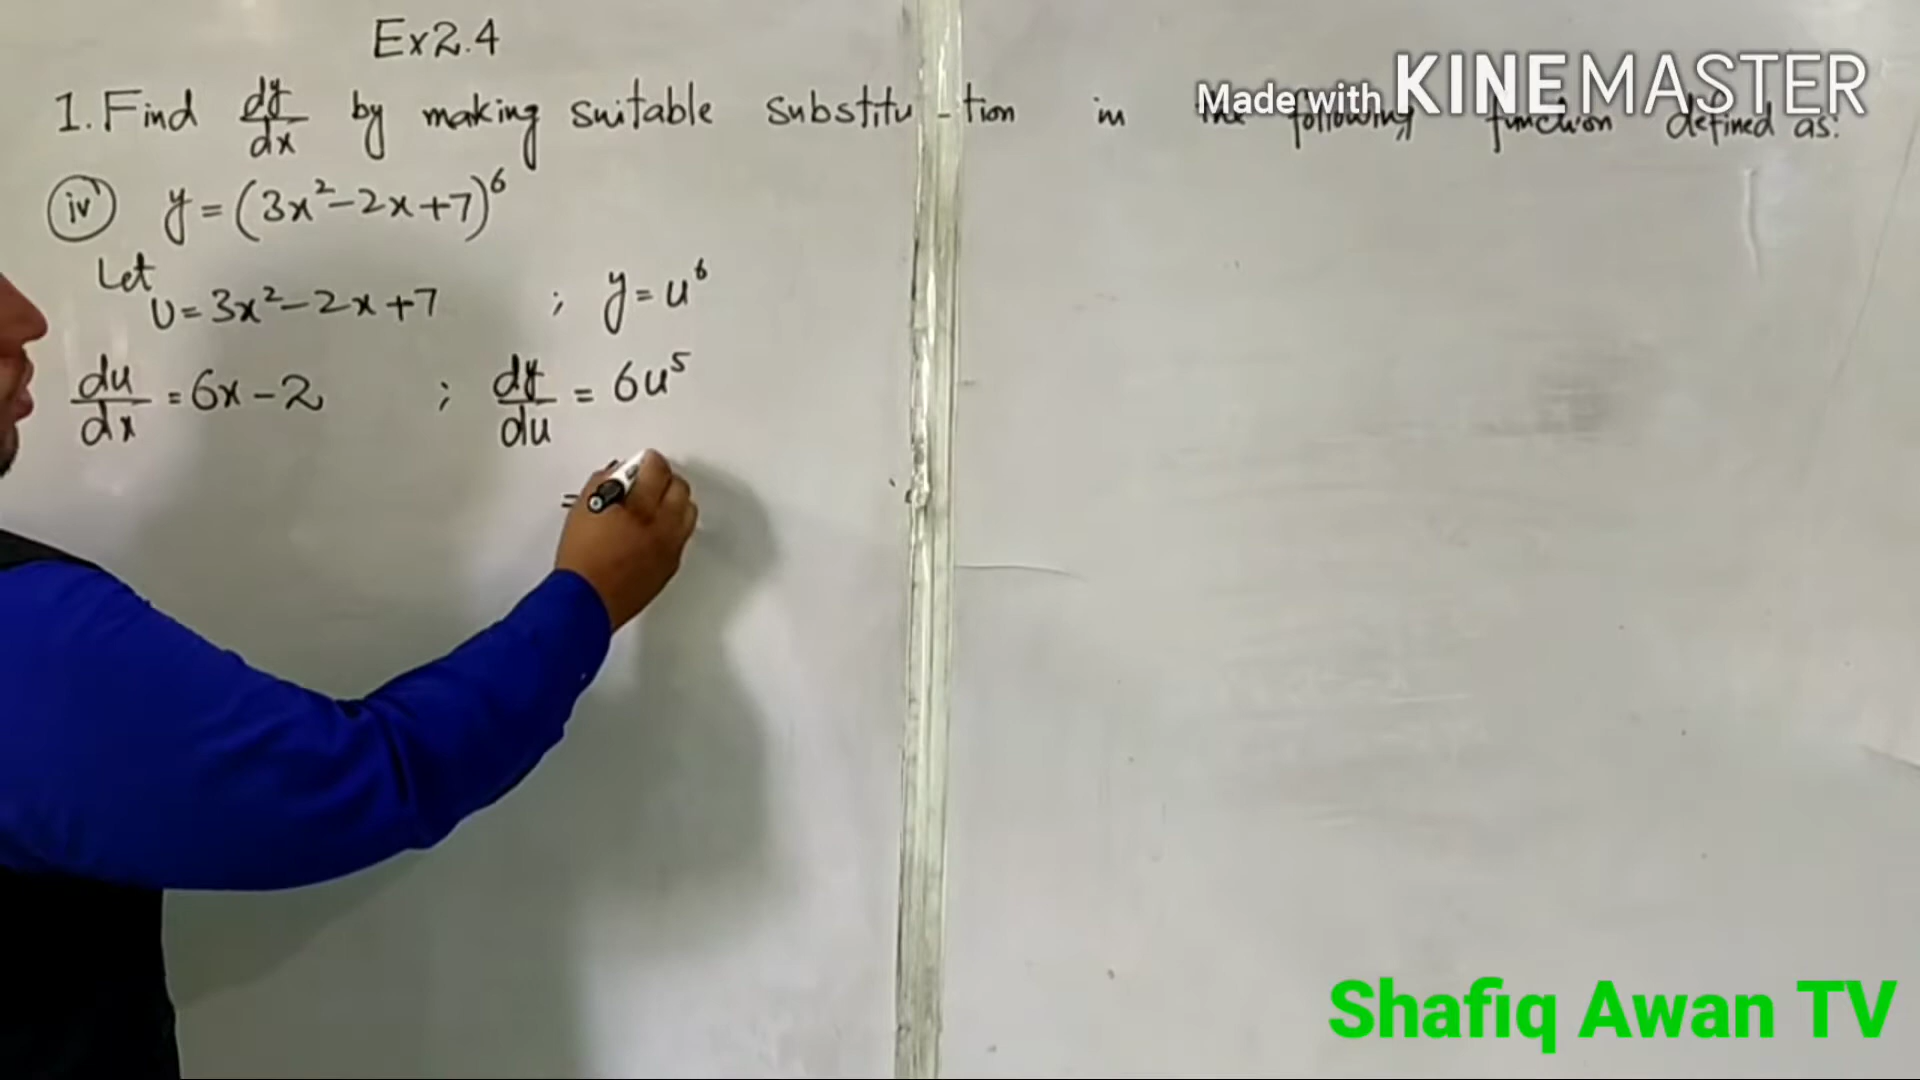 Ex2.4
1. Find dy/dx by making suitable substitu-tion in the following function defined as:
Made with KINEMASTER
iv y=(3x²-2x+7)⁶
Let
u=3x²-2x+7 ; y=u⁶
du/dx=6x-2 ; dy/du=6u⁵
=
Shafiq Awan TV